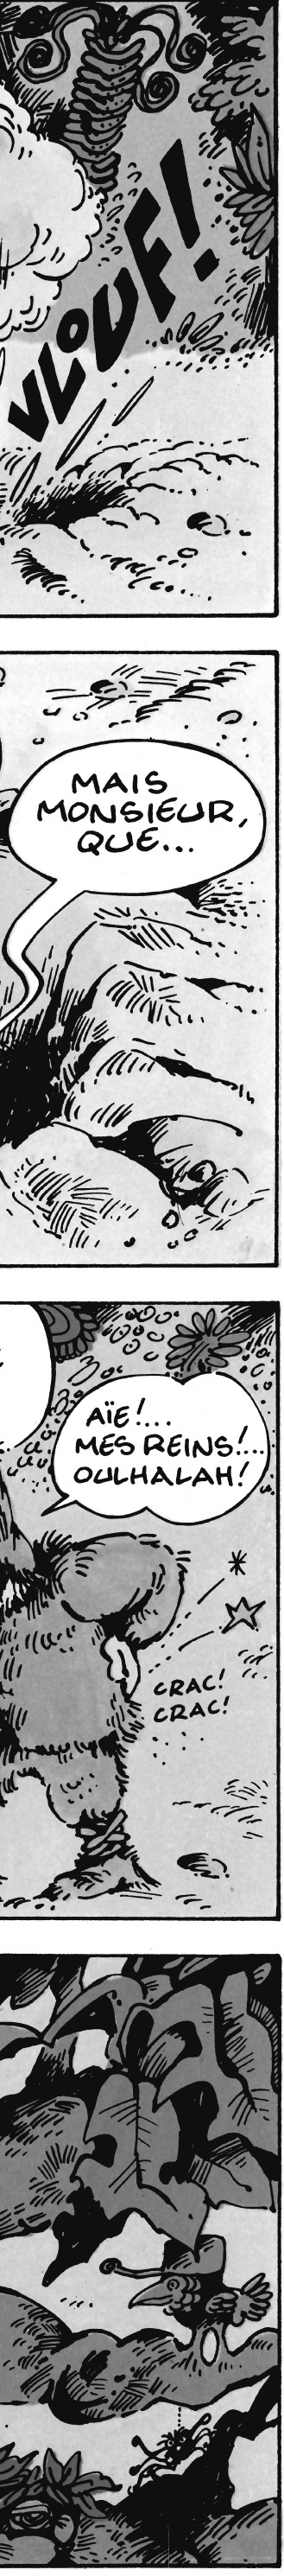 VLOUF!
MAIS
MONSIEUR,
QUE...
AÏE!...
MES REINS!...
OULHALAH!
CRAC!
CRAC!